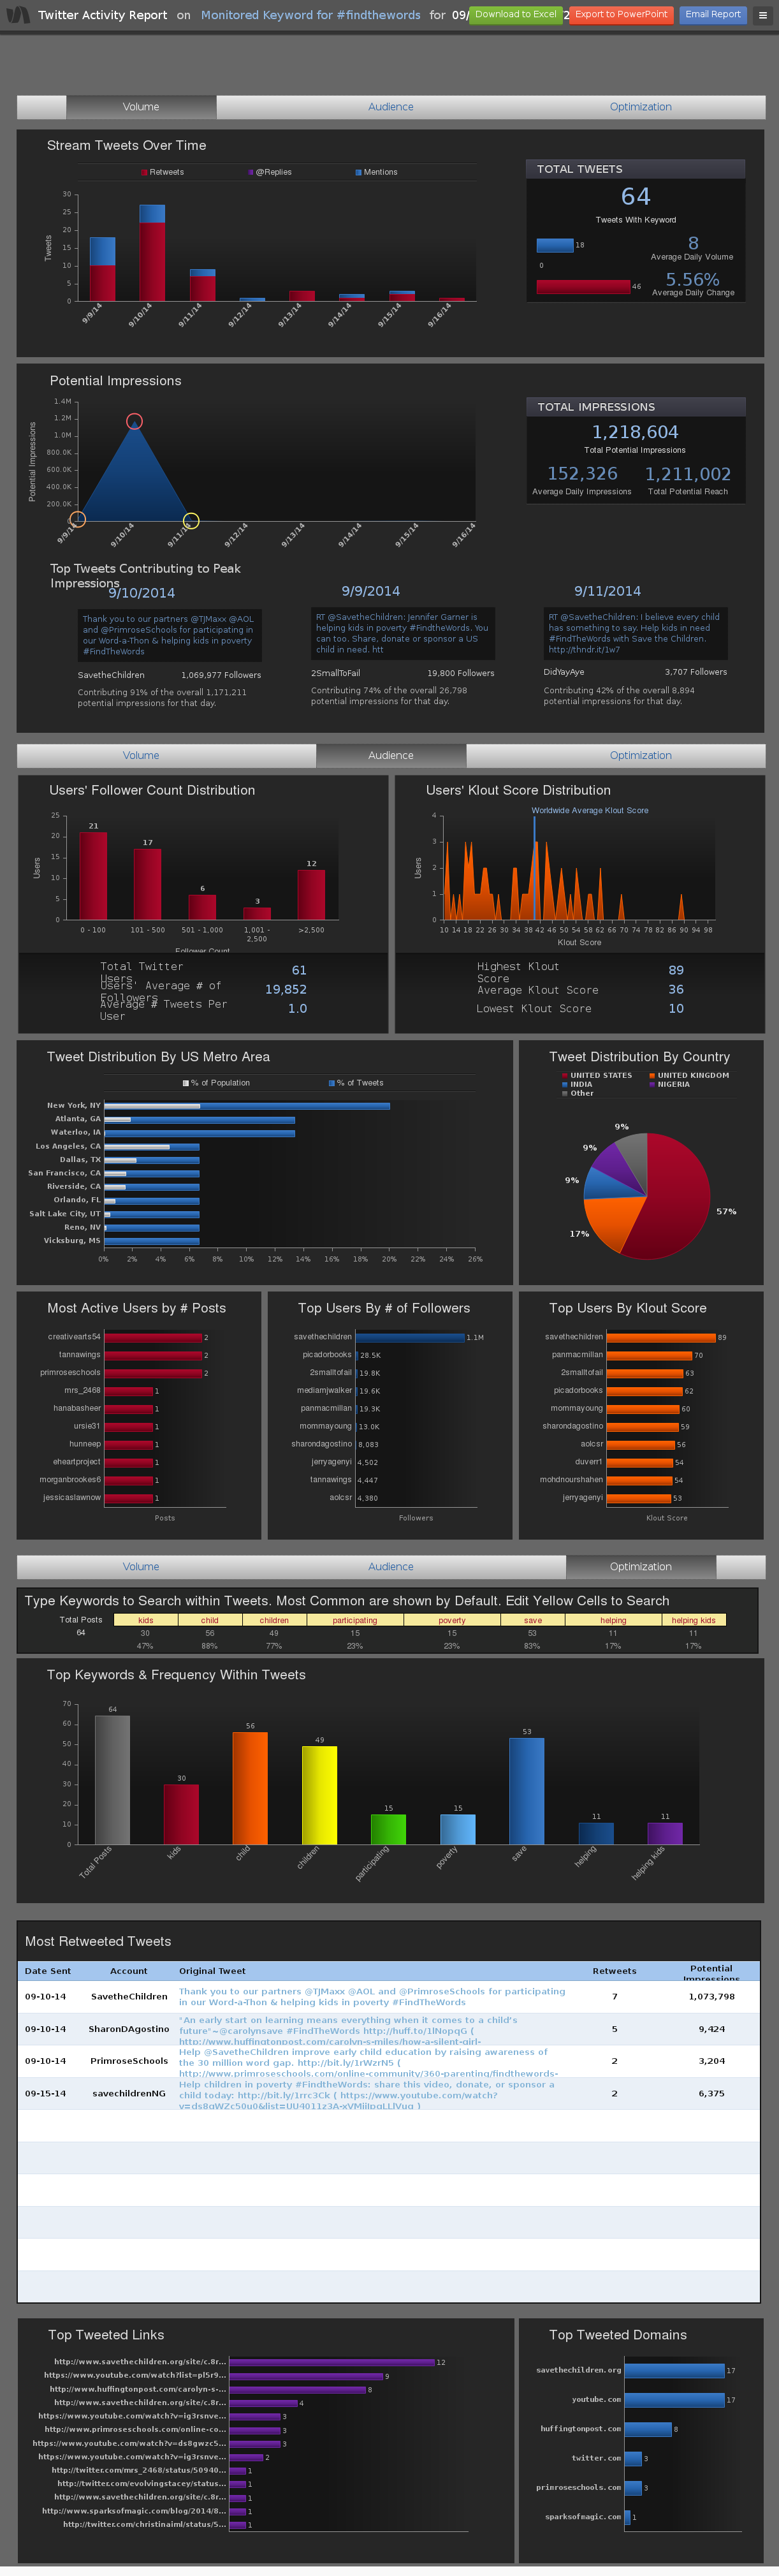 Twitter Activity Report on Monitored Keyword for #findthewords for 09/
Download to Excel
2
Export to PowerPoint
Email Report
Volume
Audience
Optimization
Stream Tweets Over Time
Retweets
@Replies
Mentions
Tweets
30
25
20
15
10
5
0
9/9/14
9/10/14
9/11/14
9/12/14
9/13/14
9/14/14
9/15/14
9/16/14
TOTAL TWEETS
64
Tweets With Keyword
18
0
46
8
Average Daily Volume
5.56%
Average Daily Change
Potential Impressions
Potential Impressions
1.4M
1.2M
1.0M
800.0K
600.0K
400.0K
200.0K
0
9/9/14
9/10/14
9/11/14
9/12/14
9/13/14
9/14/14
9/15/14
9/16/14
TOTAL IMPRESSIONS
1,218,604
Total Potential Impressions
152,326
Average Daily Impressions
1,211,002
Total Potential Reach
Top Tweets Contributing to Peak
Impressions
9/10/2014
Thank you to our partners @TJMaxx @AOL
and @PrimroseSchools for participating in
our Word-a-Thon & helping kids in poverty
#FindTheWords
SavetheChildren 1,069,977 Followers
Contributing 91% of the overall 1,171,211
potential impressions for that day.
9/9/2014
RT @SavetheChildren: Jennifer Garner is
helping kids in poverty #FindtheWords. You
can too. Share, donate or sponsor a US
child in need. htt
2SmallToFail 19,800 Followers
Contributing 74% of the overall 26,798
potential impressions for that day.
9/11/2014
RT @SavetheChildren: I believe every child
has something to say. Help kids in need
#FindTheWords with Save the Children.
http://thndr.it/1w7
DidYayAye 3,707 Followers
Contributing 42% of the overall 8,894
potential impressions for that day.
Volume
Audience
Optimization
Users' Follower Count Distribution
Users
25
20
15
10
5
0
21
17
6
3
12
0 - 100
101 - 500
501 - 1,000
1,001 -
2,500
>2,500
Follower Count
Total Twitter
Users
61
Users' Average # of
Followers
19,852
Average # Tweets Per
User
1.0
Users' Klout Score Distribution
Worldwide Average Klout Score
Users
4
3
2
1
0
10 14 18 22 26 30 34 38 42 46 50 54 58 62 66 70 74 78 82 86 90 94 98
Klout Score
Highest Klout
Score
89
Average Klout Score 36
Lowest Klout Score 10
Tweet Distribution By US Metro Area
% of Population
% of Tweets
New York, NY
Atlanta, GA
Waterloo, IA
Los Angeles, CA
Dallas, TX
San Francisco, CA
Riverside, CA
Orlando, FL
Salt Lake City, UT
Reno, NV
Vicksburg, MS
0% 2% 4% 6% 8% 10% 12% 14% 16% 18% 20% 22% 24% 26%
Tweet Distribution By Country
UNITED STATES
UNITED KINGDOM
INDIA
NIGERIA
Other
9%
9%
9%
17%
57%
Most Active Users by # Posts
creativearts54 2
tannawings 2
primroseschools 2
mrs_2468 1
hanabasheer 1
ursie31 1
hunneep 1
eheartproject 1
morganbrookes6 1
jessicaslawnow 1
Posts
Top Users By # of Followers
savethechildren 1.1M
picadorbooks 28.5K
2smalltofail 19.8K
mediamjwalker 19.6K
panmacmillan 19.3K
mommayoung 13.0K
sharondagostino 8,083
jerryagenyi 4,502
tannawings 4,447
aolcsr 4,380
Followers
Top Users By Klout Score
savethechildren 89
panmacmillan 70
2smalltofail 63
picadorbooks 62
mommayoung 60
sharondagostino 59
aolcsr 56
duverr1 54
mohdnourshahen 54
jerryagenyi 53
Klout Score
Volume
Audience
Optimization
Type Keywords to Search within Tweets. Most Common are shown by Default. Edit Yellow Cells to Search
Total Posts kids child children participating poverty save helping helping kids
64 30 56 49 15 15 53 11 11
47% 88% 77% 23% 23% 83% 17% 17%
Top Keywords & Frequency Within Tweets
70
60
50
40
30
20
10
0
64
30
56
49
15
15
53
11
11
Total Posts
kids
child
children
participating
poverty
save
helping
helping kids
Most Retweeted Tweets
Date Sent Account Original Tweet Retweets Potential
Impressions
09-10-14 SavetheChildren Thank you to our partners @TJMaxx @AOL and @PrimroseSchools for participating
in our Word-a-Thon & helping kids in poverty #FindTheWords
7 1,073,798
09-10-14 SharonDAgostino "An early start on learning means everything when it comes to a child's
future"~@carolynsave #FindTheWords http://huff.to/1lNopqG (
http://www.huffingtonpost.com/carolyn-s-miles/how-a-silent-girl-
5 9,424
09-10-14 PrimroseSchools Help @SavetheChildren improve early child education by raising awareness of
the 30 million word gap. http://bit.ly/1rWzrN5 (
http://www.primroseschools.com/online-community/360-parenting/findthewords-
2 3,204
09-15-14 savechildrenNG Help children in poverty #FindtheWords: share this video, donate, or sponsor a
child today: http://bit.ly/1rrc3Ck ( https://www.youtube.com/watch?
2 6,375
Top Tweeted Links
http://www.savethechildren.org/site/c.8r... 12
https://www.youtube.com/watch?list=pl5r9... 9
http://www.huffingtonpost.com/carolyn-s-... 8
http://www.savethechildren.org/site/c.8r... 4
https://www.youtube.com/watch?v=ig3rsnve... 3
http://www.primroseschools.com/online-co... 3
https://www.youtube.com/watch?v=ds8gwzc5... 3
https://www.youtube.com/watch?v=ig3rsnve... 2
http://twitter.com/mrs_2468/status/50940... 1
http://twitter.com/evolvingstacey/status... 1
http://www.savethechildren.org/site/c.8r... 1
http://www.sparksofmagic.com/blog/2014/8... 1
http://twitter.com/christinaiml/status/5... 1
Top Tweeted Domains
savethechildren.org 17
youtube.com 17
huffingtonpost.com 8
twitter.com 3
primroseschools.com 3
sparksofmagic.com 1